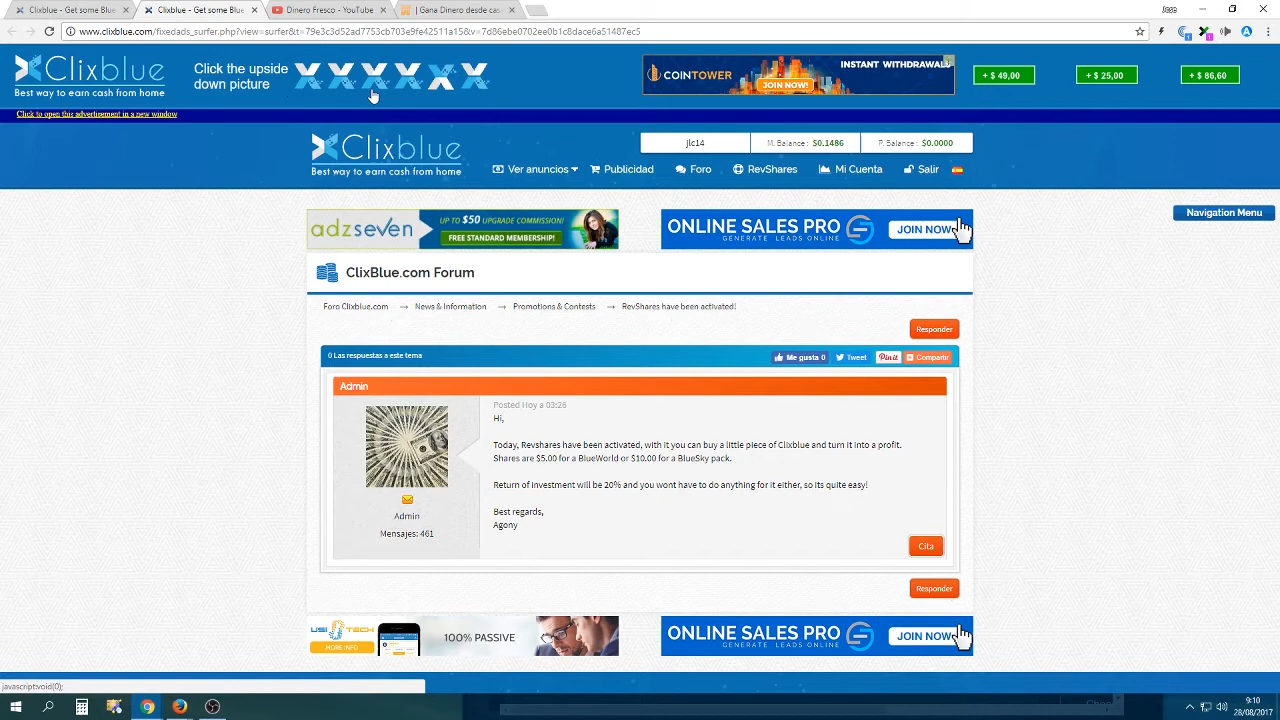 Clixblue - Get some Blu
Clixblue - Get some Blu
Dinero Fresco - YouTube
| Gana Dinero desde cas
www.clixblue.com/fixedads_surfer.php?view=surfer&t=79e3c3d52ad7753cb703e9fe42511a15&v=7d86ebe0702ee0b1c8dace6a51487ec5
Clixblue
Best way to earn cash from home
Click the upside
down picture
COINTOWER
INSTANT WITHDRAWALS
JOIN NOW!
+ $ 49,00
+ $ 25,00
+ $ 86,60
Click to open this advertisement in a new window
Clixblue
Best way to earn cash from home
jlc14
M. Balance : $0.1486
P. Balance : $0.0000
Ver anuncios
Publicidad
Foro
RevShares
Mi Cuenta
Salir
Navigation Menu
adzseven
UP TO $50 UPGRADE COMMISSION!
FREE STANDARD MEMBERSHIP!
ONLINE SALES PRO
GENERATE LEADS ONLINE
JOIN NOW
ClixBlue.com Forum
Foro Clixblue.com → News & Information → Promotions & Contests → RevShares have been activated!
Responder
0 Las respuestas a este tema
Me gusta 0
Tweet
Pin it
Compartir
Admin
Posted Hoy a 03:26
Hi,
Today, Revshares have been activated, with it you can buy a little piece of Clixblue and turn it into a profit.
Shares are $5.00 for a BlueWorld or $10.00 for a BlueSky pack.
Return of investment will be 20% and you wont have to do anything for it either, so its quite easy!
Best regards,
Agony
Admin
Mensajes: 461
Cita
Responder
USI TECH
MORE INFO
100% PASSIVE
ONLINE SALES PRO
GENERATE LEADS ONLINE
JOIN NOW
javascript:void(0);
9:10
28/08/2017